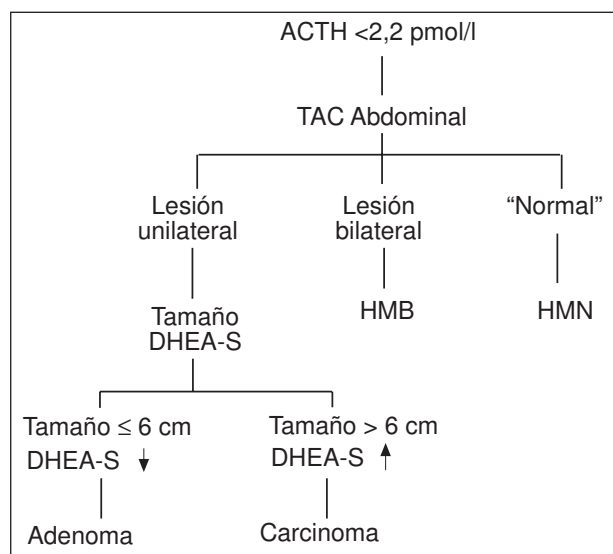 ACTH <2,2 pmol/l
TAC Abdominal
Lesión
unilateral
Lesión
bilateral
“Normal”
HMB
HMN
Tamaño
DHEA-S
Tamaño ≤ 6 cm
DHEA-S ↓
Tamaño > 6 cm
DHEA-S ↑
Adenoma
Carcinoma